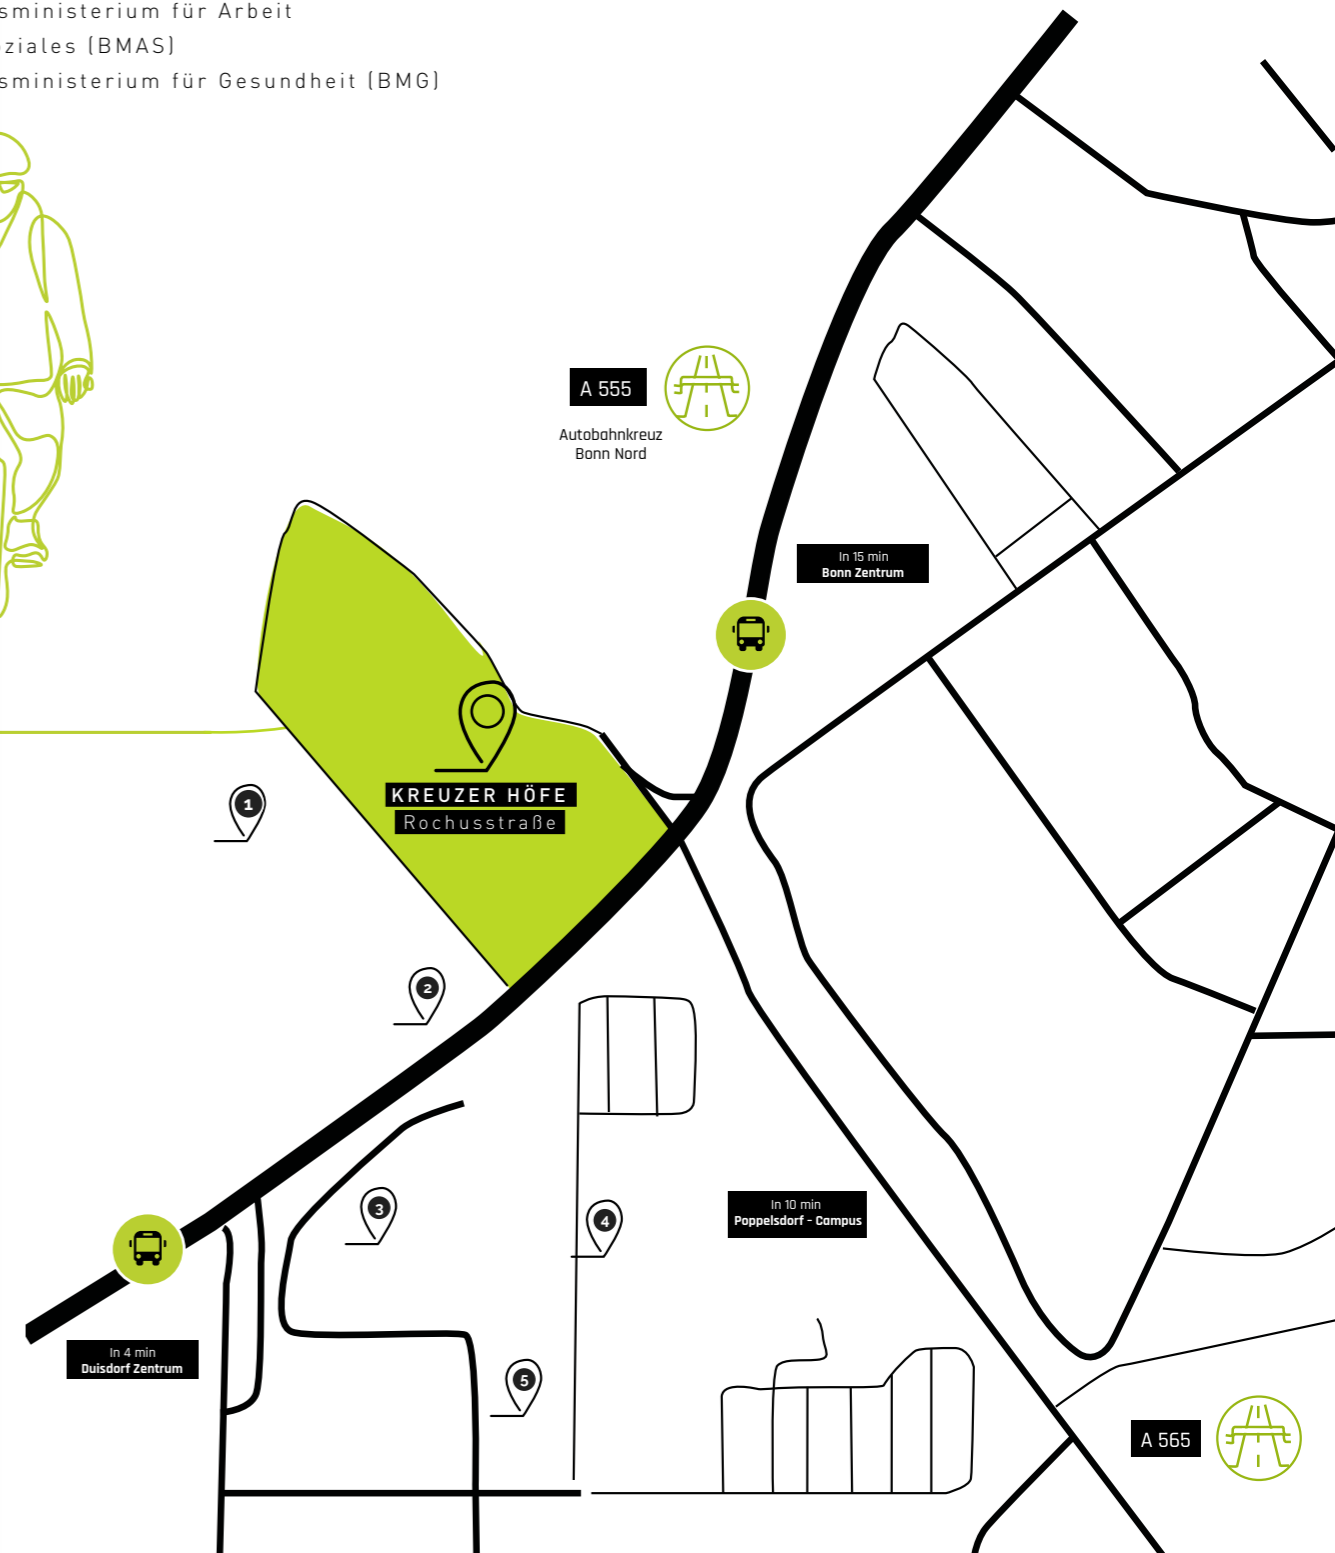 sministerium für Arbeit
oziales (BMAS)
sministerium für Gesundheit (BMG)
A 555
Autobahnkreuz
Bonn Nord
In 15 min
Bonn Zentrum
KREUZER HÖFE
Rochusstraße
1
2
3
4
In 10 min
Poppelsdorf - Campus
In 4 min
Duisdorf Zentrum
5
A 565